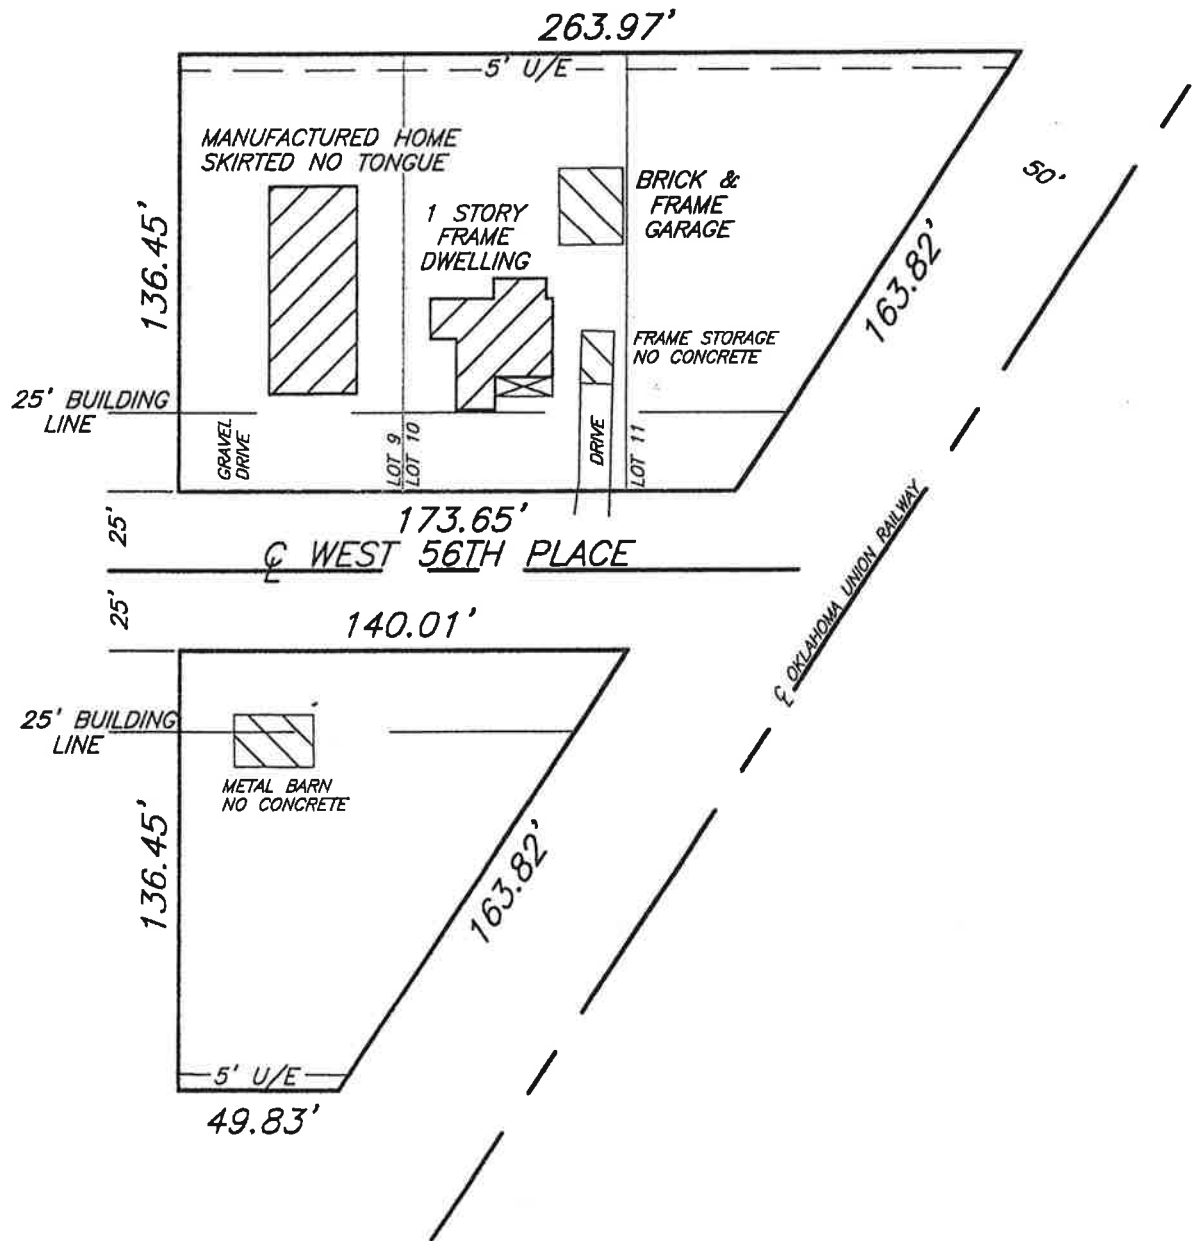 263.97'
5' U/E
MANUFACTURED HOME
SKIRTED NO TONGUE
BRICK &
FRAME
GARAGE
50'
1 STORY
FRAME
DWELLING
136.45'
163.82'
FRAME STORAGE
NO CONCRETE
25' BUILDING
LINE
GRAVEL
DRIVE
LOT 9
LOT 10
DRIVE
LOT 11
173.65'
25'
℄ WEST 56TH PLACE
25'
℄ OKLAHOMA UNION RAILWAY
140.01'
25' BUILDING
LINE
METAL BARN
NO CONCRETE
136.45'
163.82'
5' U/E
49.83'